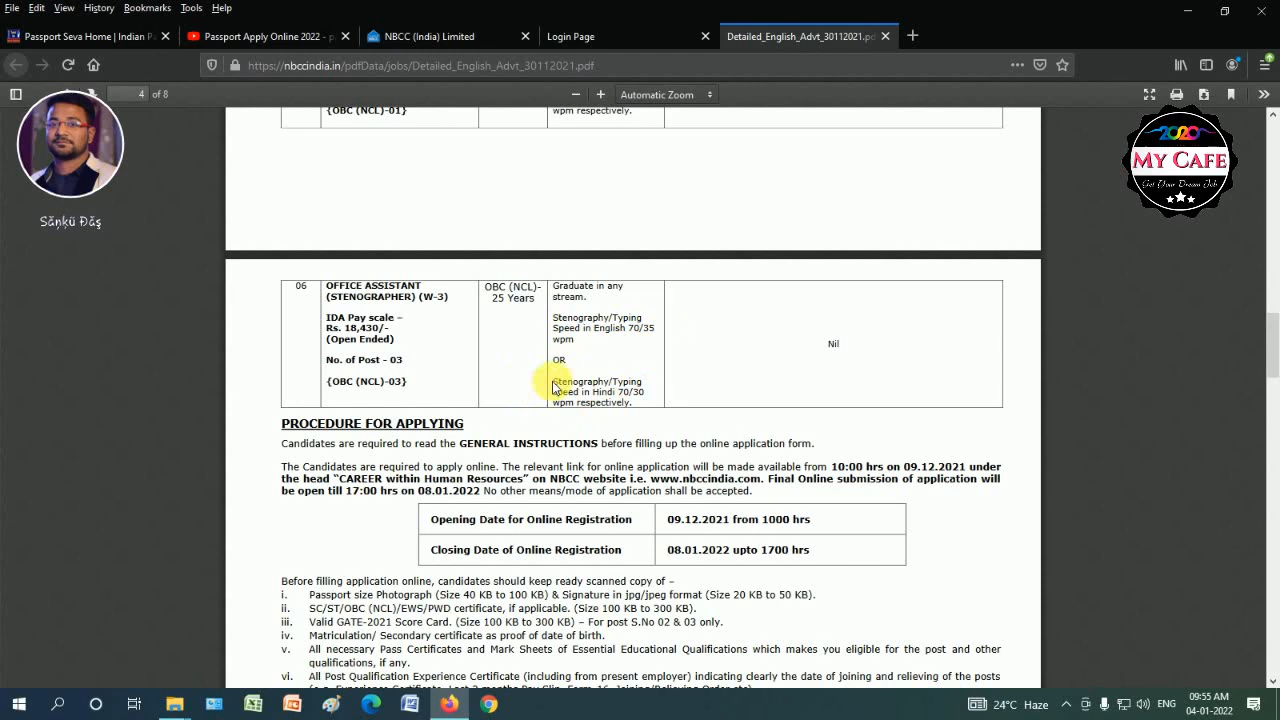 File Edit View History Bookmarks Tools Help
Passport Seva Home | Indian Pa
Passport Apply Online 2022 - p
NBCC (India) Limited
Login Page
Detailed_English_Advt_30112021.pd
https://nbccindia.in/pdfData/jobs/Detailed_English_Advt_30112021.pdf
4 of 8 Automatic Zoom
{OBC (NCL)-01}
wpm respectively.
2020
MY CAFE
Get Your Dream Job
Săņķŭ Đăş
06
OFFICE ASSISTANT
(STENOGRAPHER) (W-3)
IDA Pay scale –
Rs. 18,430/-
(Open Ended)
No. of Post - 03
{OBC (NCL)-03}
OBC (NCL)-
25 Years
Graduate in any
stream.
Stenography/Typing
Speed in English 70/35
wpm
OR
Stenography/Typing
speed in Hindi 70/30
wpm respectively.
Nil
PROCEDURE FOR APPLYING
Candidates are required to read the GENERAL INSTRUCTIONS before filling up the online application form.
The Candidates are required to apply online. The relevant link for online application will be made available from 10:00 hrs on 09.12.2021 under
the head “CAREER within Human Resources” on NBCC website i.e. www.nbccindia.com. Final Online submission of application will
be open till 17:00 hrs on 08.01.2022 No other means/mode of application shall be accepted.
Opening Date for Online Registration 09.12.2021 from 1000 hrs
Closing Date of Online Registration 08.01.2022 upto 1700 hrs
Before filling application online, candidates should keep ready scanned copy of –
i. Passport size Photograph (Size 40 KB to 100 KB) & Signature in jpg/jpeg format (Size 20 KB to 50 KB).
ii. SC/ST/OBC (NCL)/EWS/PWD certificate, if applicable. (Size 100 KB to 300 KB).
iii. Valid GATE-2021 Score Card. (Size 100 KB to 300 KB) – For post S.No 02 & 03 only.
iv. Matriculation/ Secondary certificate as proof of date of birth.
v. All necessary Pass Certificates and Mark Sheets of Essential Educational Qualifications which makes you eligible for the post and other
qualifications, if any.
vi. All Post Qualification Experience Certificate (including from present employer) indicating clearly the date of joining and relieving of the posts
24°C Haze
ENG
09:55 AM
04-01-2022